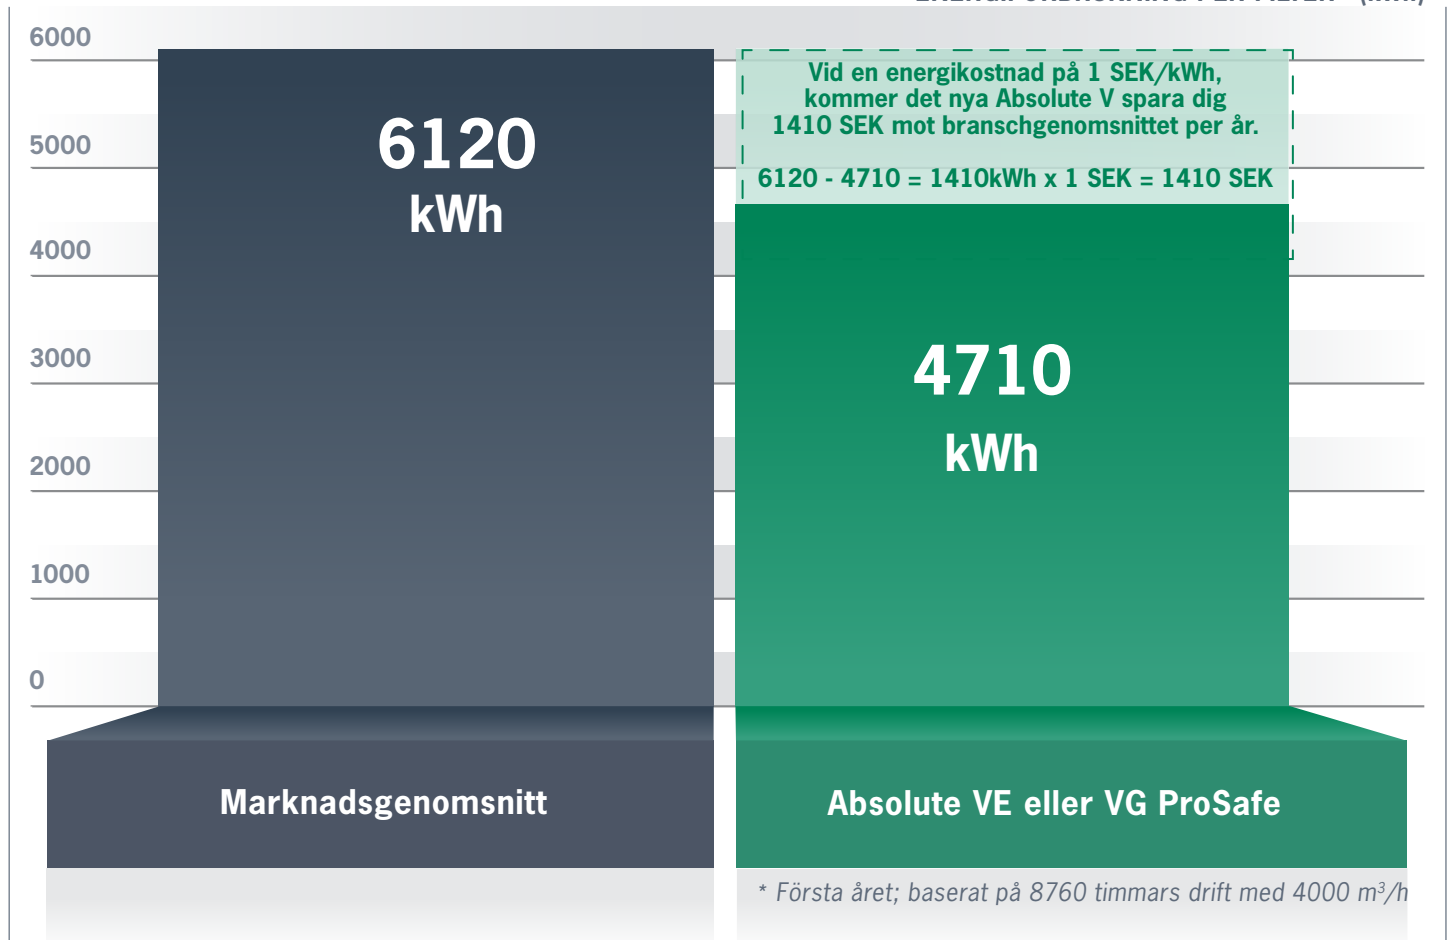 6000
5000
4000
3000
2000
1000
0
6120
kWh
Vid en energikostnad på 1 SEK/kWh,
kommer det nya Absolute V spara dig
1410 SEK mot branschgenomsnittet per år.
6120 - 4710 = 1410kWh x 1 SEK = 1410 SEK
4710
kWh
Marknadsgenomsnitt
Absolute VE eller VG ProSafe
* Första året; baserat på 8760 timmars drift med 4000 m³/h